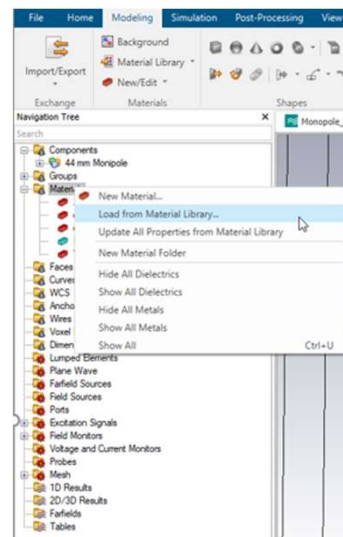 File Home Modeling Simulation Post-Processing View
Import/Export
Background
Material Library
New/Edit
Exchange Materials Shapes
Navigation Tree
Monopole_
Search
Components
44 mm Monipole
Groups
Materials
New Material...
Load from Material Library...
Update All Properties from Material Library
New Material Folder
Hide All Dielectrics
Show All Dielectrics
Hide All Metals
Show All Metals
Show All Ctrl+U
Faces
Curves
WCS
Ancho
Wires
Voxel
Dimen
Lumped Elements
Plane Wave
Farfield Sources
Field Sources
Ports
Excitation Signals
Field Monitors
Voltage and Current Monitors
Probes
Mesh
1D Results
2D/3D Results
Farfields
Tables